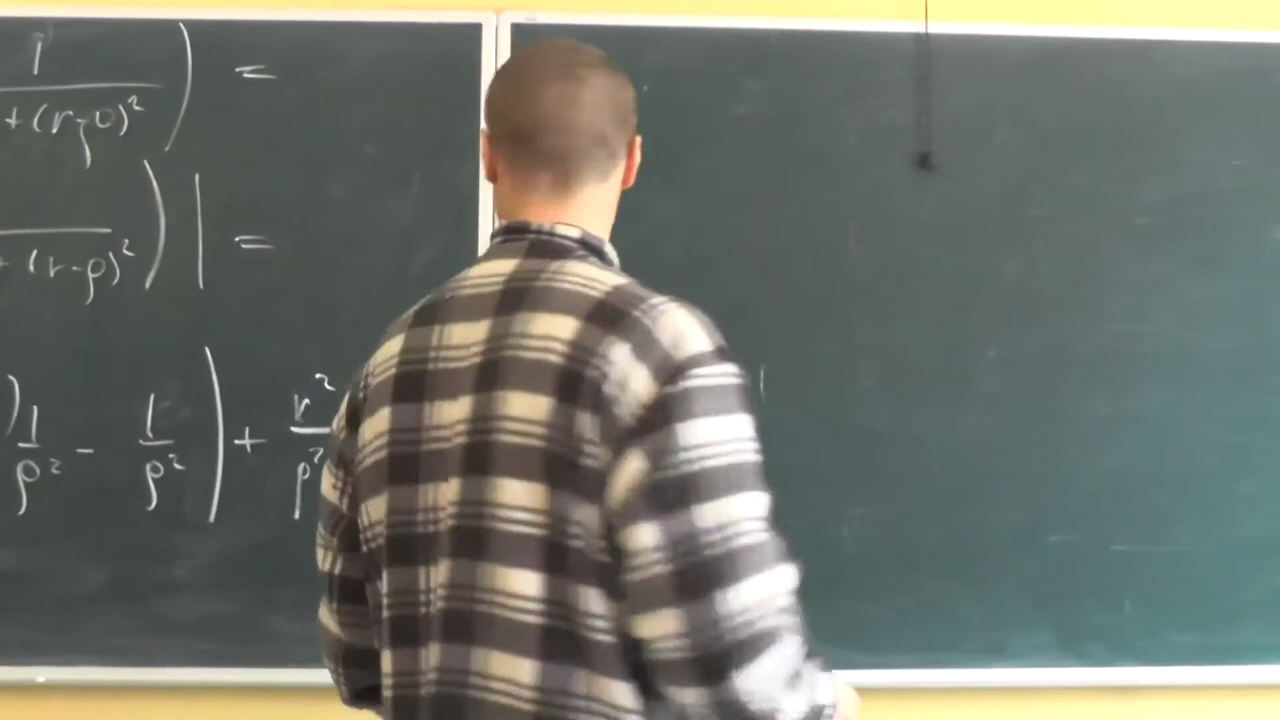 1 ) =
+ (r-ρ)²
) | =
+ (r-ρ)²
) 1/ρ² - 1/ρ² ) + r²/ρ²